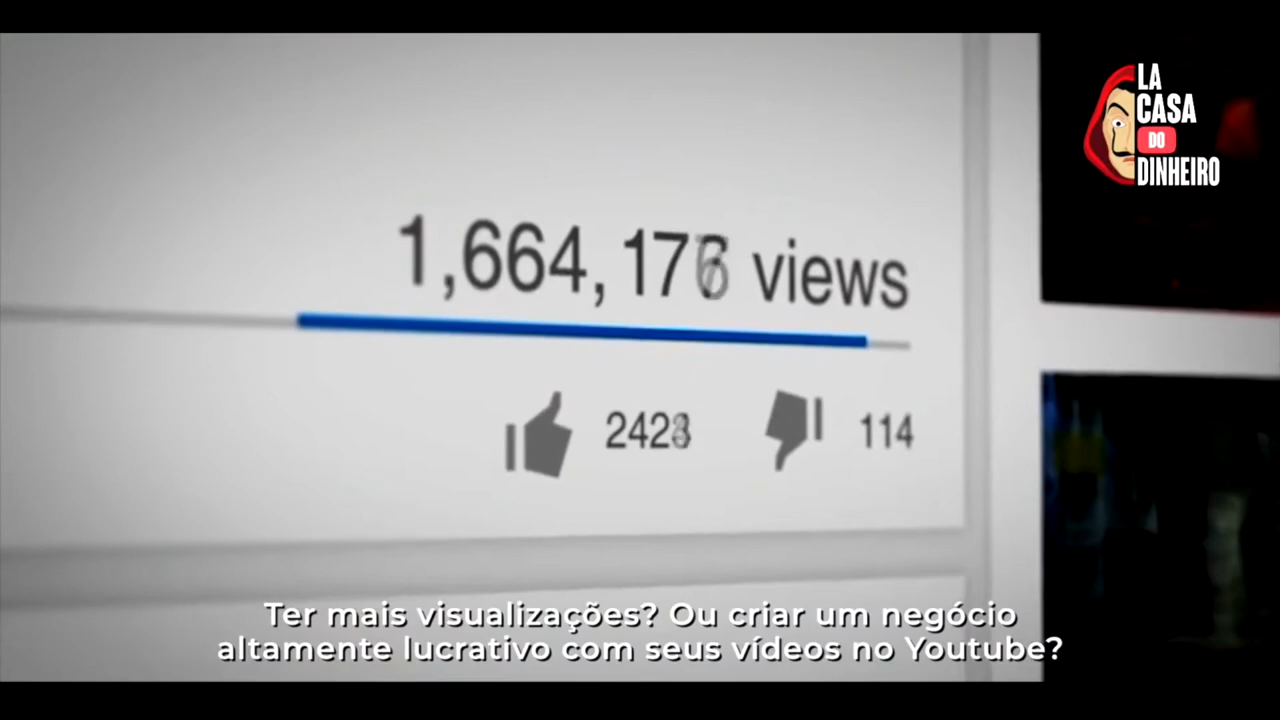 LA
CASA
DO
DINHEIRO
views
114
Ter mais visualizações? Ou criar um negócio
altamente lucrativo com seus vídeos no Youtube?